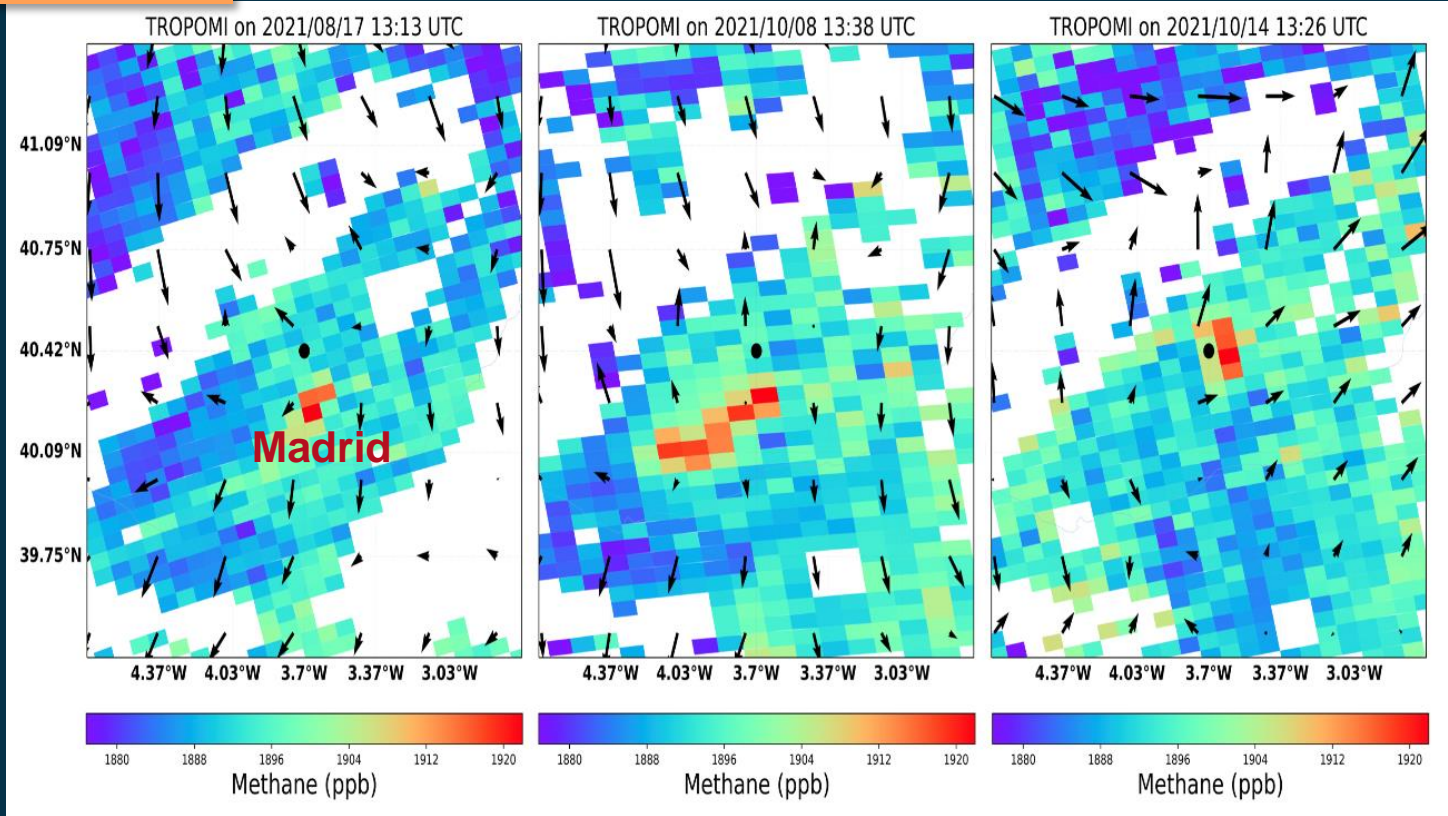 TROPOMI on 2021/08/17 13:13 UTC
TROPOMI on 2021/10/08 13:38 UTC
TROPOMI on 2021/10/14 13:26 UTC
41.09°N
40.75°N
40.42°N
40.09°N
39.75°N
Madrid
4.37°W 4.03°W 3.7°W 3.37°W 3.03°W
4.37°W 4.03°W 3.7°W 3.37°W 3.03°W
4.37°W 4.03°W 3.7°W 3.37°W 3.03°W
1880 1888 1896 1904 1912 1920
1880 1888 1896 1904 1912 1920
1880 1888 1896 1904 1912 1920
Methane (ppb)
Methane (ppb)
Methane (ppb)